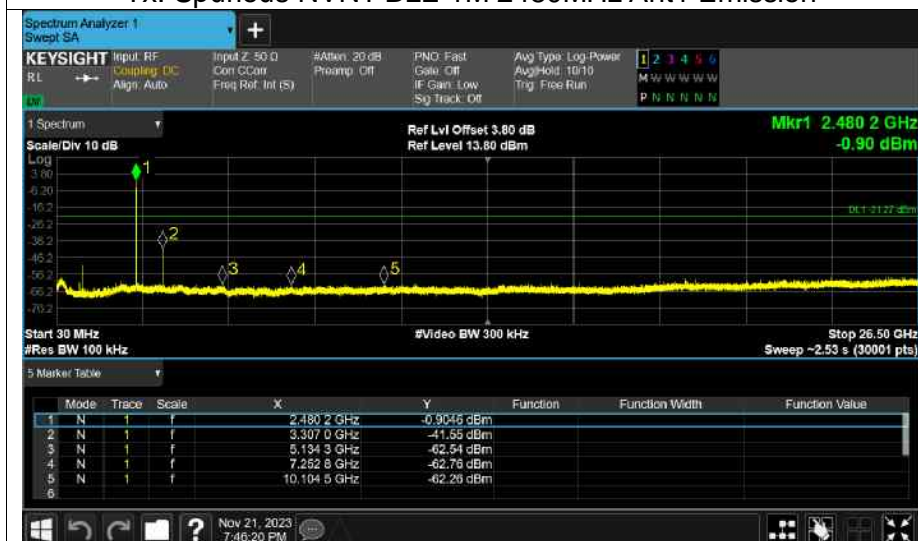 Tx. Spurious NVNT BLE 1M 2480MHz Ant1 Emission
Spectrum Analyzer 1
Swept SA
+
KEYSIGHT
RL
Input: RF
Coupling: DC
Align: Auto
Input Z: 50 Ω
Corr CCorr
Freq Ref: Int (S)
#Atten: 20 dB
Preamp: Off
PNO: Fast
Gate: Off
IF Gain: Low
Sig Track: Off
Avg Type: Log-Power
Avg|Hold: 10/10
Trig: Free Run
1 2 3 4 5 6
M W W W W W
P N N N N N
1 Spectrum
Scale/Div 10 dB
Ref Lvl Offset 3.80 dB
Ref Level 13.80 dBm
Mkr1 2.480 2 GHz
-0.90 dBm
Log
3.80
-6.20
-16.2
-26.2
-36.2
-46.2
-56.2
-66.2
-76.2
1
2
3
4
5
DL1 -21.27 dBm
Start 30 MHz
#Res BW 100 kHz
#Video BW 300 kHz
Stop 26.50 GHz
Sweep ~2.53 s (30001 pts)
5 Marker Table
Mode Trace Scale X Y Function Function Width Function Value
1 N 1 f 2.480 2 GHz -0.9046 dBm
2 N 1 f 3.307 0 GHz -41.55 dBm
3 N 1 f 5.134 3 GHz -62.54 dBm
4 N 1 f 7.252 8 GHz -62.76 dBm
5 N 1 f 10.104 5 GHz -62.26 dBm
6
?
Nov 21, 2023
7:46:20 PM